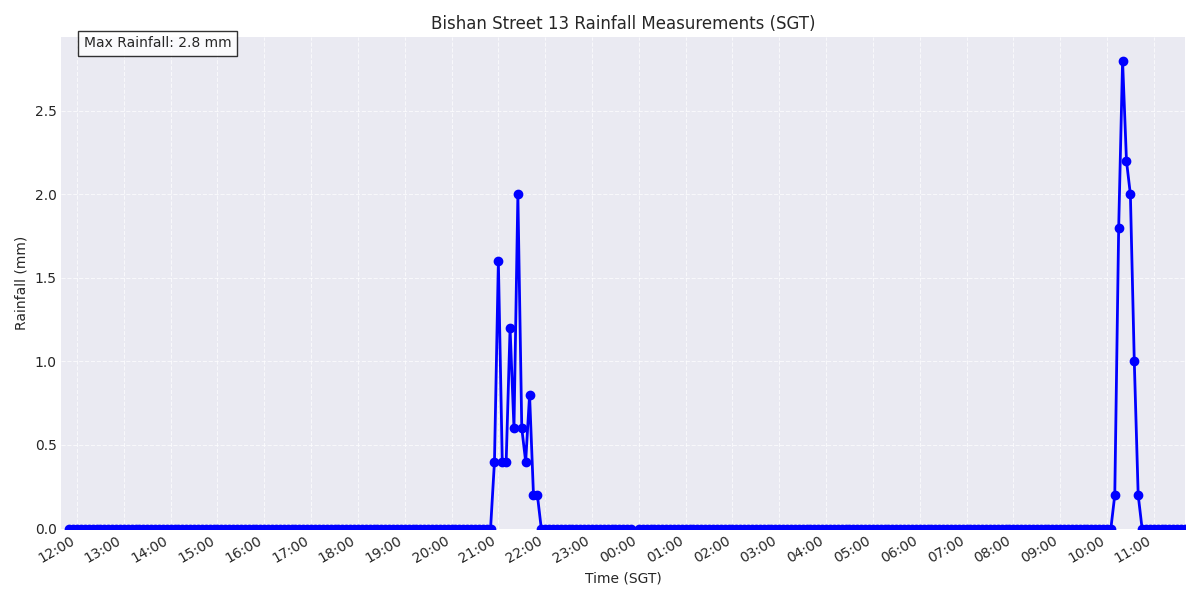 Bishan Street 13 Rainfall Measurements (SGT)
Max Rainfall: 2.8 mm
2.5
2.0
1.5
1.0
0.5
0.0
Rainfall (mm)
12:00 13:00 14:00 15:00 16:00 17:00 18:00 19:00 20:00 21:00 22:00 23:00 00:00 01:00 02:00 03:00 04:00 05:00 06:00 07:00 08:00 09:00 10:00 11:00
Time (SGT)